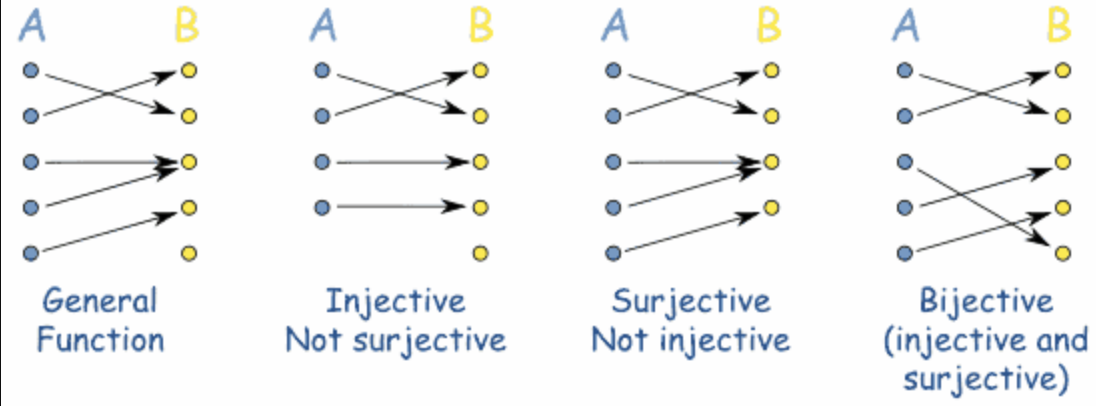 A B A B A B A B
General
Function
Injective
Not surjective
Surjective
Not injective
Bijective
(injective and
surjective)